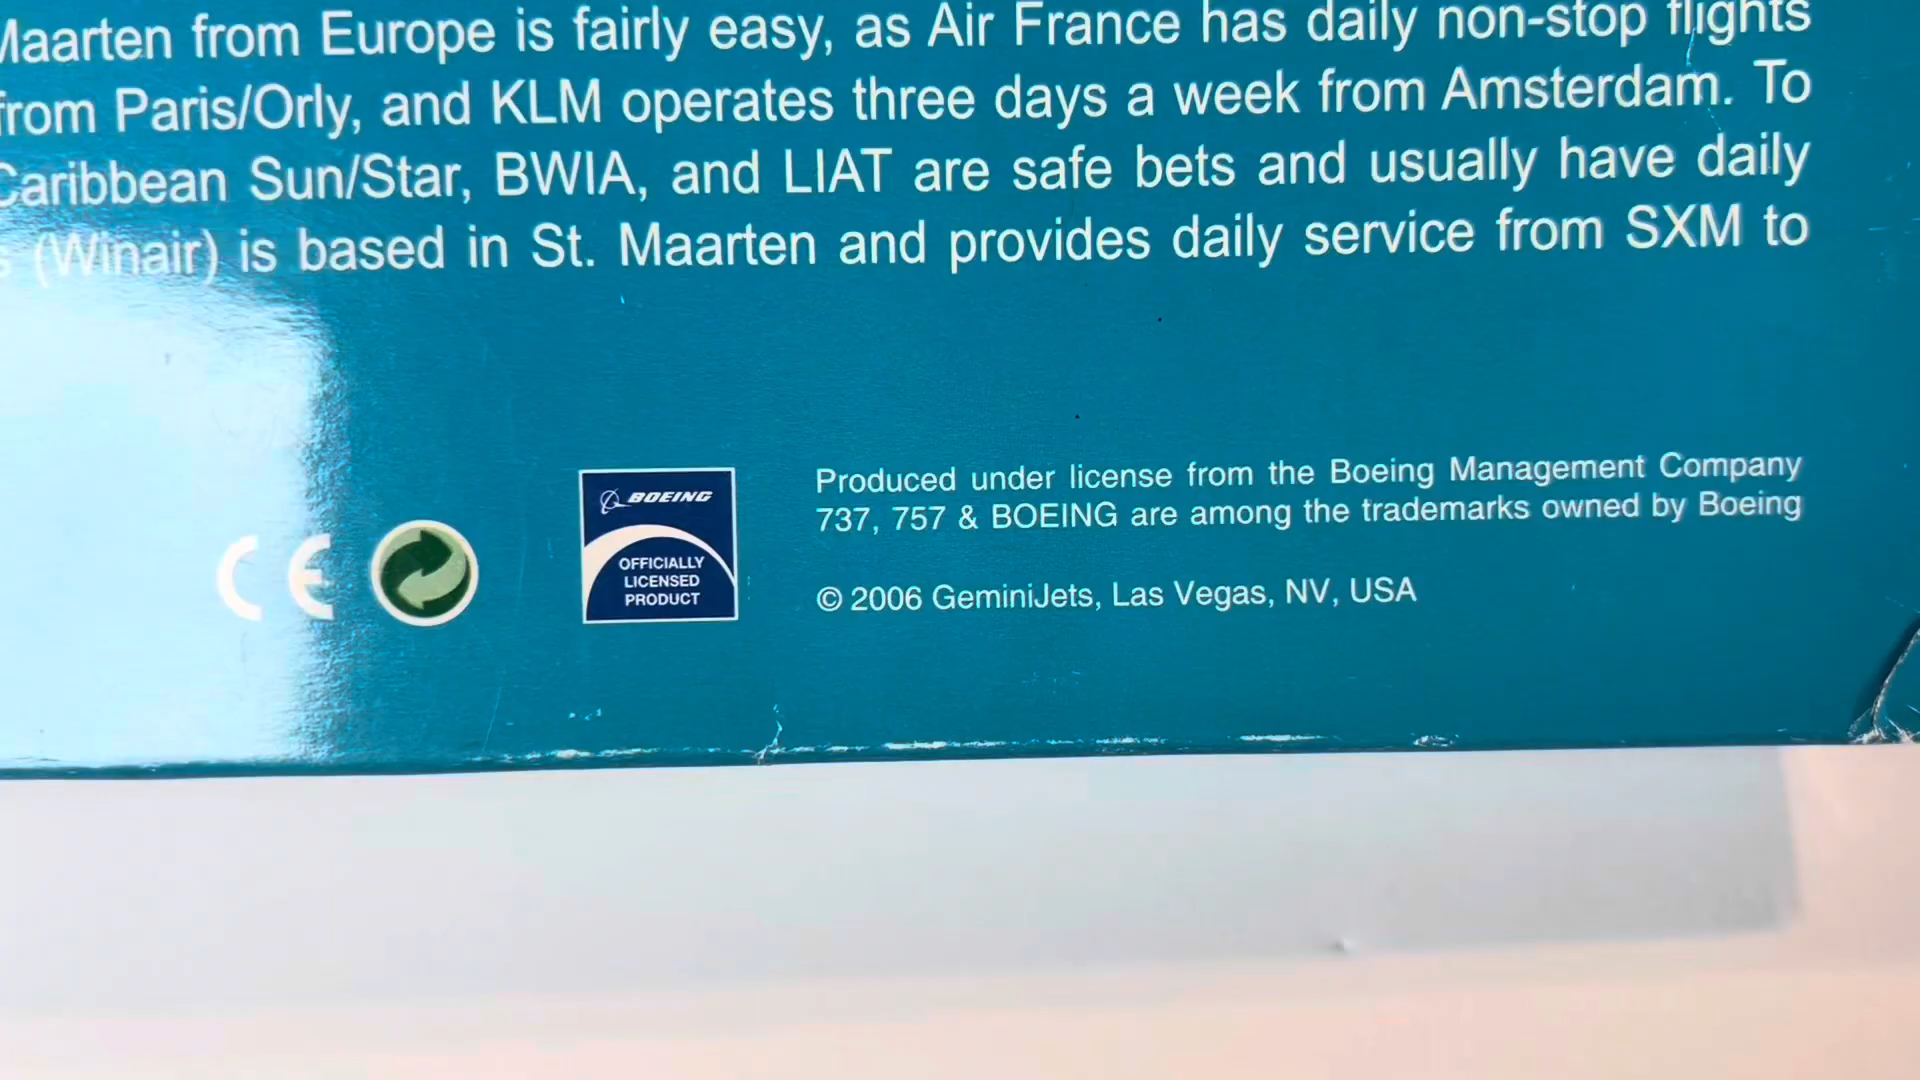 Maarten from Europe is fairly easy, as Air France has daily non-stop flights
from Paris/Orly, and KLM operates three days a week from Amsterdam. To
Caribbean Sun/Star, BWIA, and LIAT are safe bets and usually have daily
(Winair) is based in St. Maarten and provides daily service from SXM to
Produced under license from the Boeing Management Company
737, 757 & BOEING are among the trademarks owned by Boeing
© 2006 GeminiJets, Las Vegas, NV, USA
CE
BOEING
OFFICIALLY
LICENSED
PRODUCT